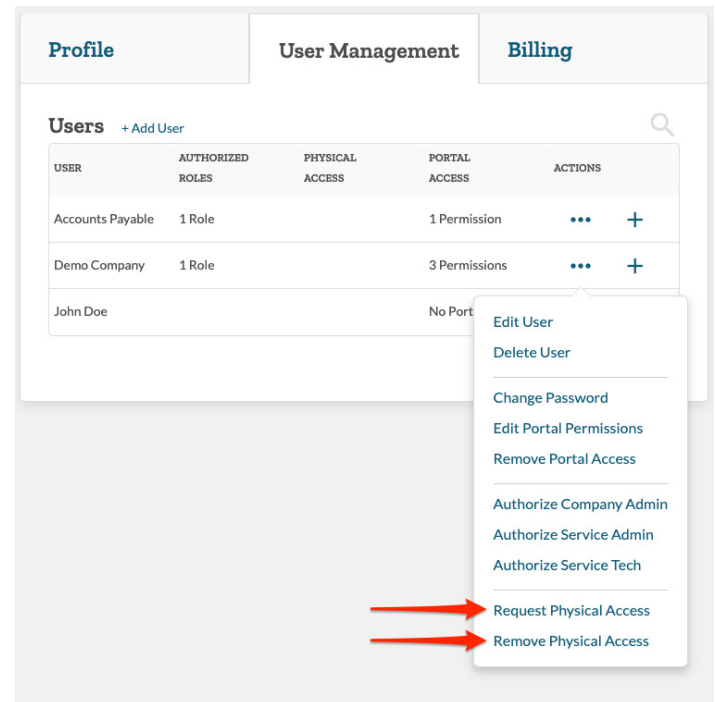 Profile
User Management
Billing
Users + Add User
USER
AUTHORIZED ROLES
PHYSICAL ACCESS
PORTAL ACCESS
ACTIONS
Accounts Payable 1 Role 1 Permission
Demo Company 1 Role 3 Permissions
John Doe No Port
Edit User
Delete User
Change Password
Edit Portal Permissions
Remove Portal Access
Authorize Company Admin
Authorize Service Admin
Authorize Service Tech
Request Physical Access
Remove Physical Access